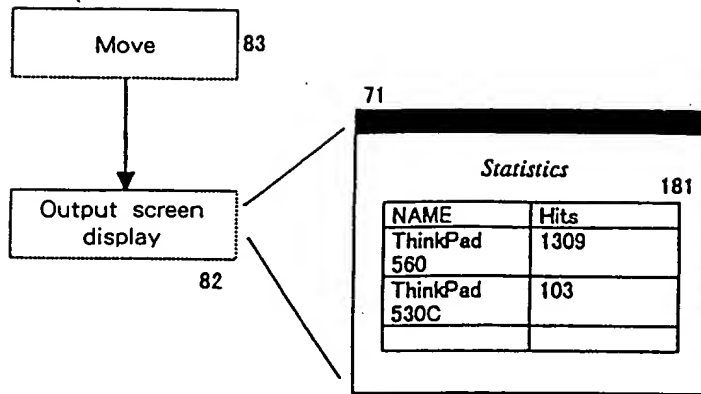 Move
83
Output screen
display
82
71
Statistics
181
NAME Hits
ThinkPad 1309
560
ThinkPad 103
530C